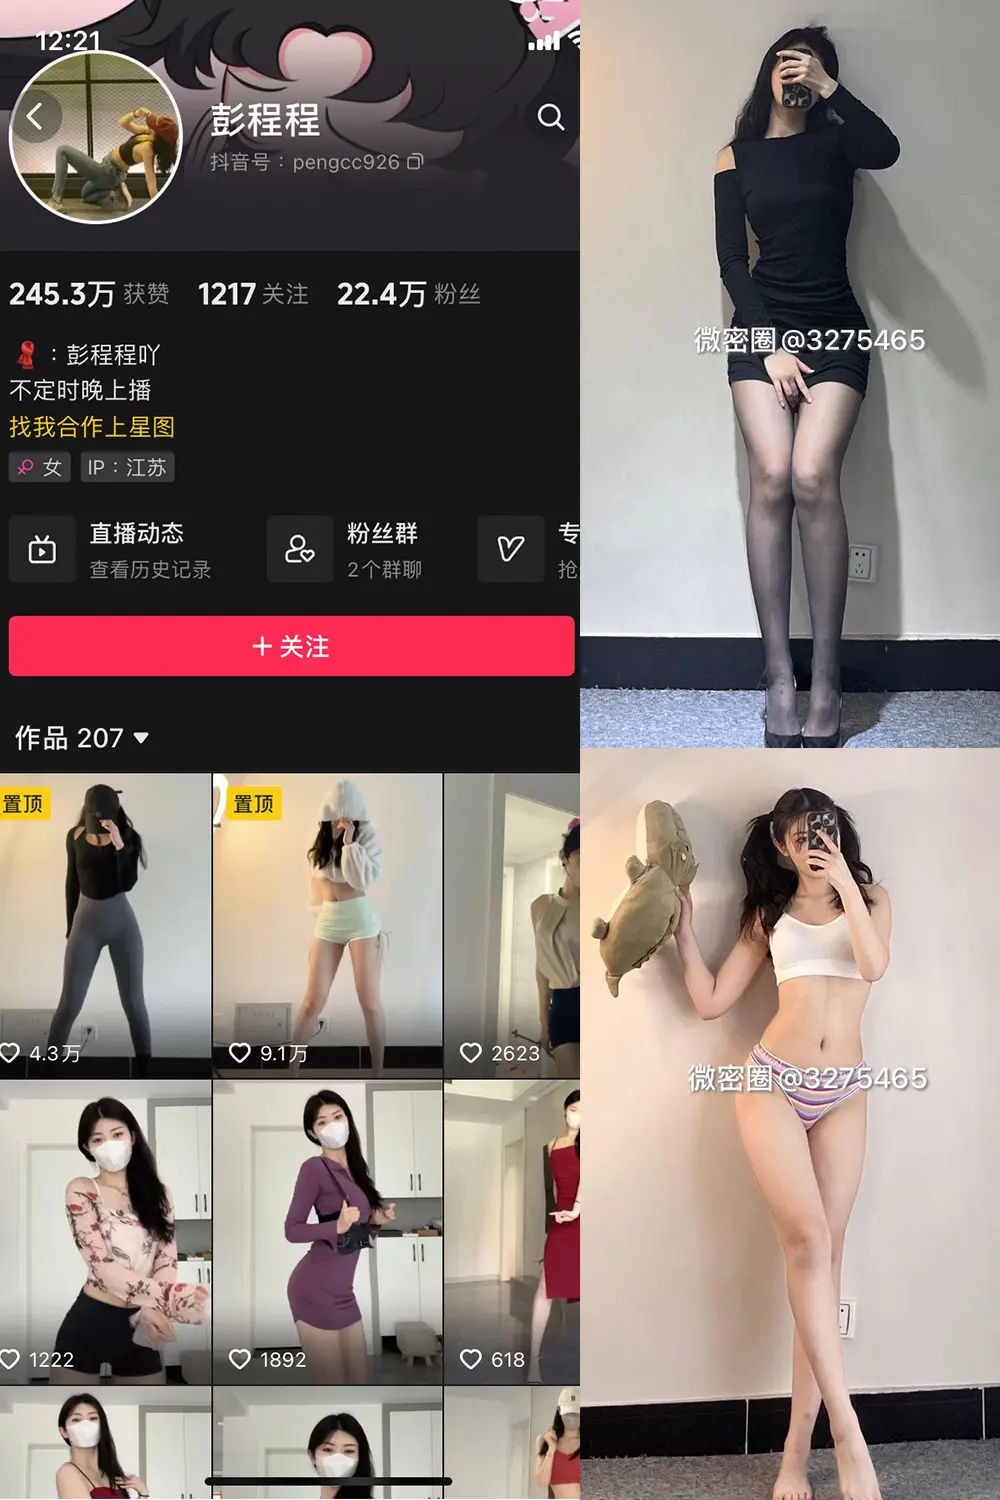 12:21
彭程程
抖音号：pengcc926
245.3万 获赞 1217 关注 22.4万 粉丝
：彭程程吖
不定时晚上播
找我合作上星图
女 IP：江苏
直播动态 粉丝群 专
查看历史记录 2个群聊 抢
+ 关注
作品 207
置顶 置顶
4.3万 9.1万 2623
1222 1892 618
微密圈@3275465
微密圈@3275465